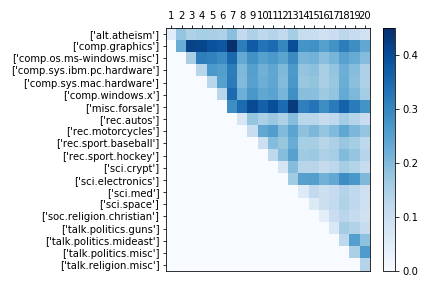 1 2 3 4 5 6 7 8 9 10 11 12 13 14 15 16 17 18 19 20
['alt.atheism']
['comp.graphics']
['comp.os.ms-windows.misc']
['comp.sys.ibm.pc.hardware']
['comp.sys.mac.hardware']
['comp.windows.x']
['misc.forsale']
['rec.autos']
['rec.motorcycles']
['rec.sport.baseball']
['rec.sport.hockey']
['sci.crypt']
['sci.electronics']
['sci.med']
['sci.space']
['soc.religion.christian']
['talk.politics.guns']
['talk.politics.mideast']
['talk.politics.misc']
['talk.religion.misc']
0.4
0.3
0.2
0.1
0.0